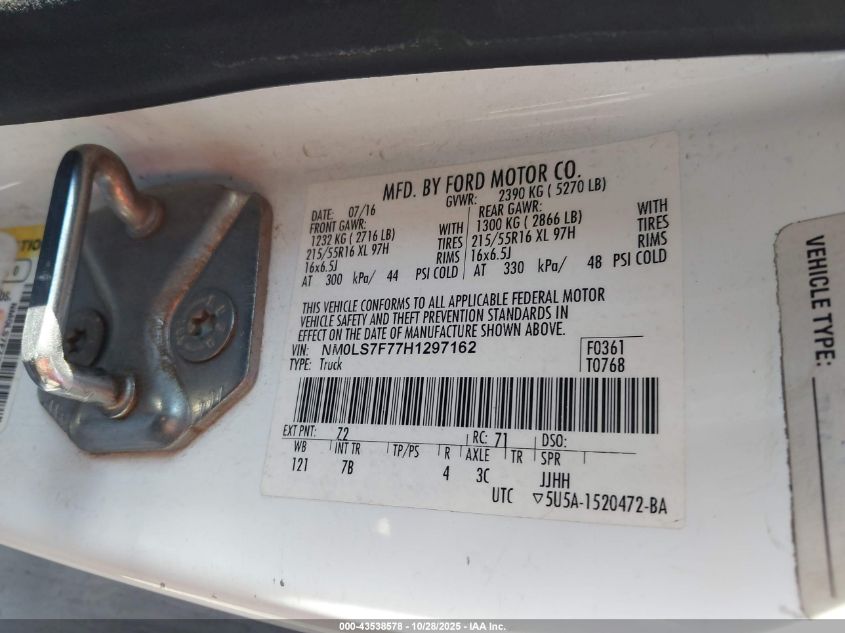 MFD. BY FORD MOTOR CO.
DATE: 07/16 GVWR: 2390 KG ( 5270 LB)
FRONT GAWR: WITH REAR GAWR: WITH
1232 KG ( 2716 LB) TIRES 1300 KG ( 2866 LB) TIRES
215/55R16 XL 97H RIMS 215/55R16 XL 97H RIMS
16x6.5J 16x6.5J
AT 300 kPa/ 44 PSI COLD AT 330 kPa/ 48 PSI COLD
THIS VEHICLE CONFORMS TO ALL APPLICABLE FEDERAL MOTOR
VEHICLE SAFETY AND THEFT PREVENTION STANDARDS IN
EFFECT ON THE DATE OF MANUFACTURE SHOWN ABOVE.
VIN: NM0LS7F77H1297162 F0361
TYPE: Truck T0768
EXT PNT: 72 RC: 71 DSO:
WB INT TR TP/PS R AXLE TR SPR
121 7B 4 3C JJHH
UTC ▽5U5A-1520472-BA
VEHICLE TYPE:
000-43538578 | 10/28/2025 - IAA Inc.